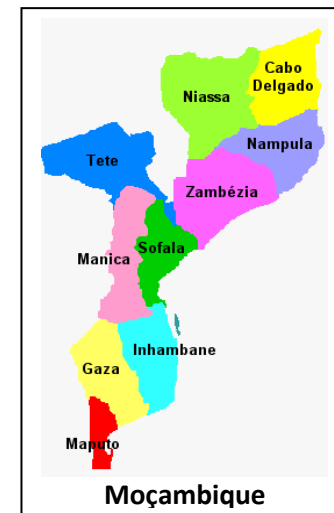 Cabo
Delgado
Niassa
Nampula
Tete
Zambézia
Sofala
Manica
Inhambane
Gaza
Maputo
Moçambique